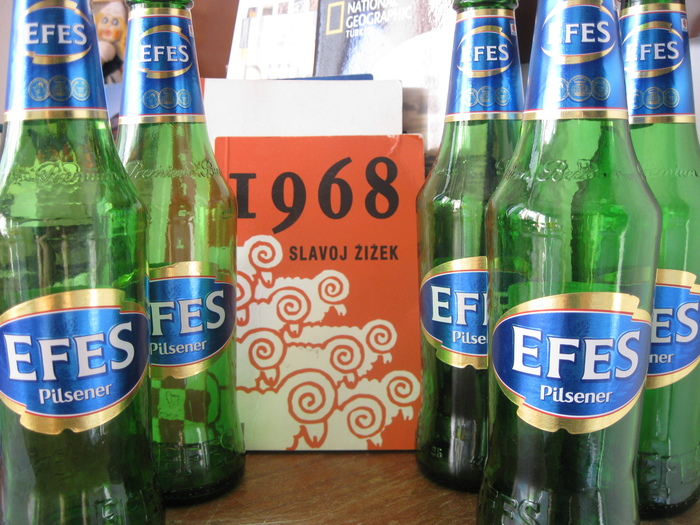 NATIONAL
GEOGRAPHIC
1968
SLAVOJ ŽIŽEK
EFES
EFES
EFES
EFES
EFES
EFES
Pilsener
EFES
Pilsener
EFES
Pilsener
EFES
Pilsener
EFES
Pilsener